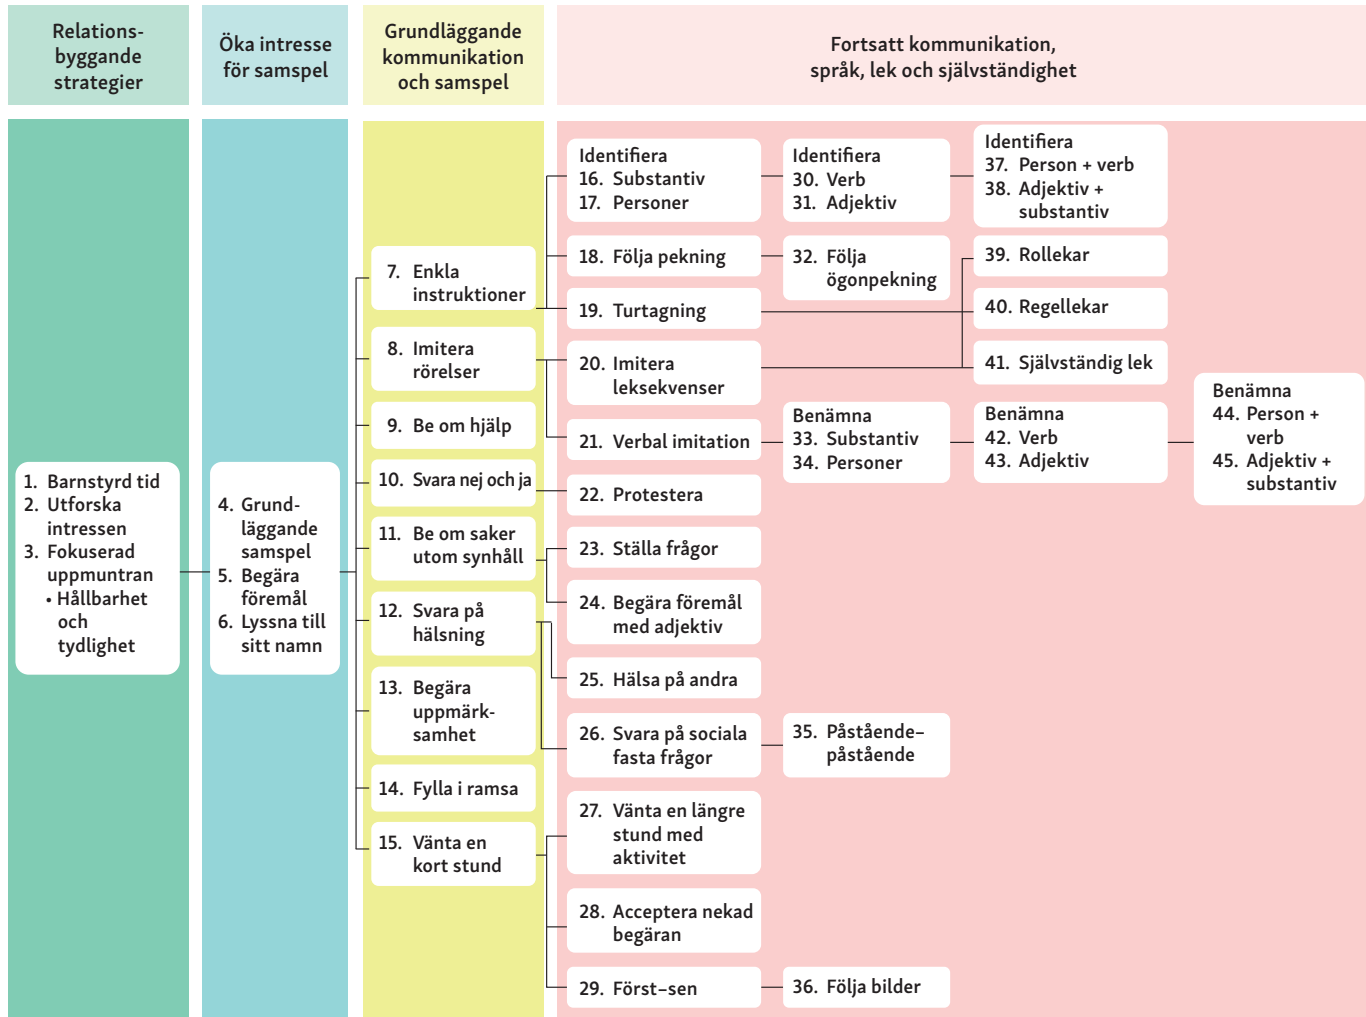 Relations-
byggande
strategier
Öka intresse
för samspel
Grundläggande
kommunikation
och samspel
Fortsatt kommunikation,
språk, lek och självständighet
1. Barnstyrd tid
2. Utforska
intressen
3. Fokuserad
uppmuntran
• Hållbarhet
och
tydlighet
4. Grund-
läggande
samspel
5. Begära
föremål
6. Lyssna till
sitt namn
7. Enkla
instruktioner
8. Imitera
rörelser
9. Be om hjälp
10. Svara nej och ja
11. Be om saker
utom synhåll
12. Svara på
hälsning
13. Begära
uppmärk-
samhet
14. Fylla i ramsa
15. Vänta en
kort stund
Identifiera
16. Substantiv
17. Personer
18. Följa pekning
19. Turtagning
20. Imitera
leksekvenser
21. Verbal imitation
22. Protestera
23. Ställa frågor
24. Begära föremål
med adjektiv
25. Hälsa på andra
26. Svara på sociala
fasta frågor
27. Vänta en längre
stund med
aktivitet
28. Acceptera nekad
begäran
29. Först–sen
Identifiera
30. Verb
31. Adjektiv
32. Följa
ögonpekning
Benämna
33. Substantiv
34. Personer
35. Påstående–
påstående
36. Följa bilder
Identifiera
37. Person + verb
38. Adjektiv +
substantiv
39. Rollekar
40. Regellekar
41. Självständig lek
Benämna
42. Verb
43. Adjektiv
Benämna
44. Person +
verb
45. Adjektiv +
substantiv